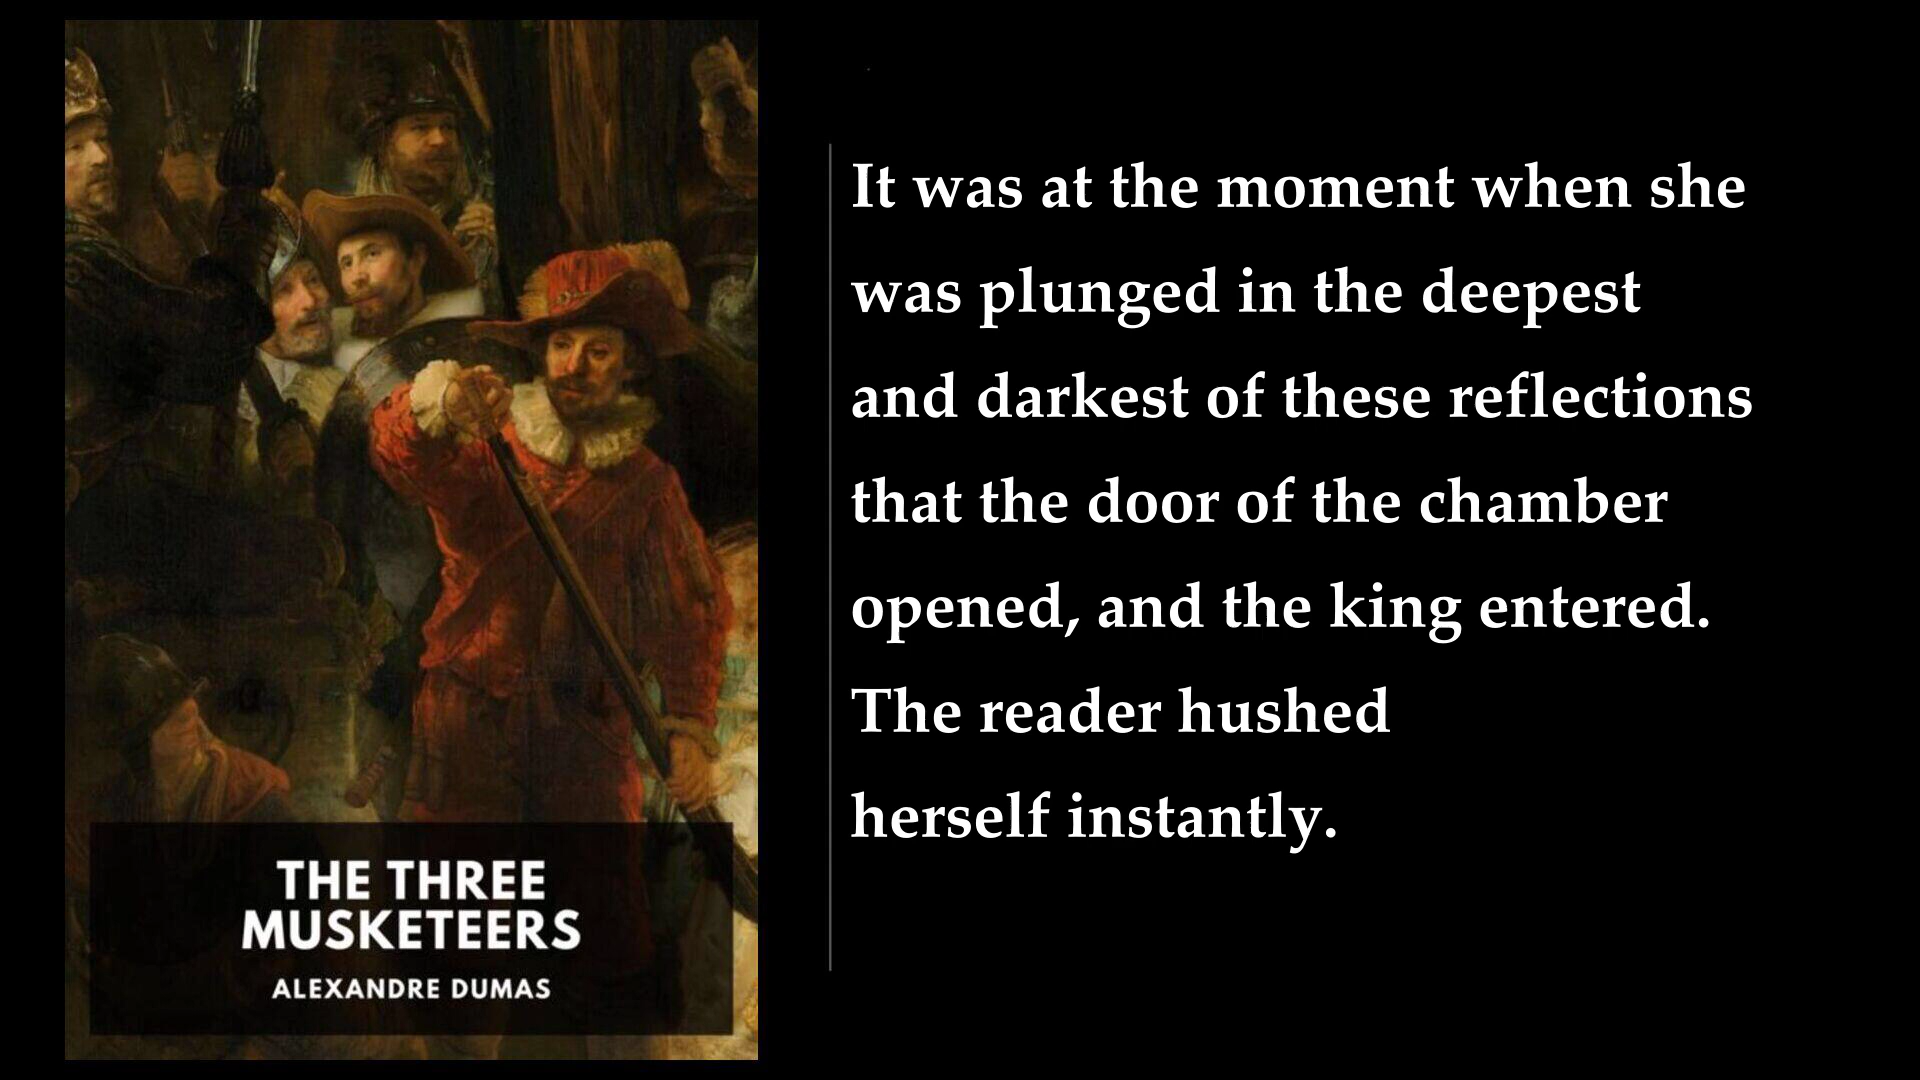 THE THREE
MUSKETEERS
ALEXANDRE DUMAS
It was at the moment when she
was plunged in the deepest
and darkest of these reflections
that the door of the chamber
opened, and the king entered.
The reader hushed
herself instantly.